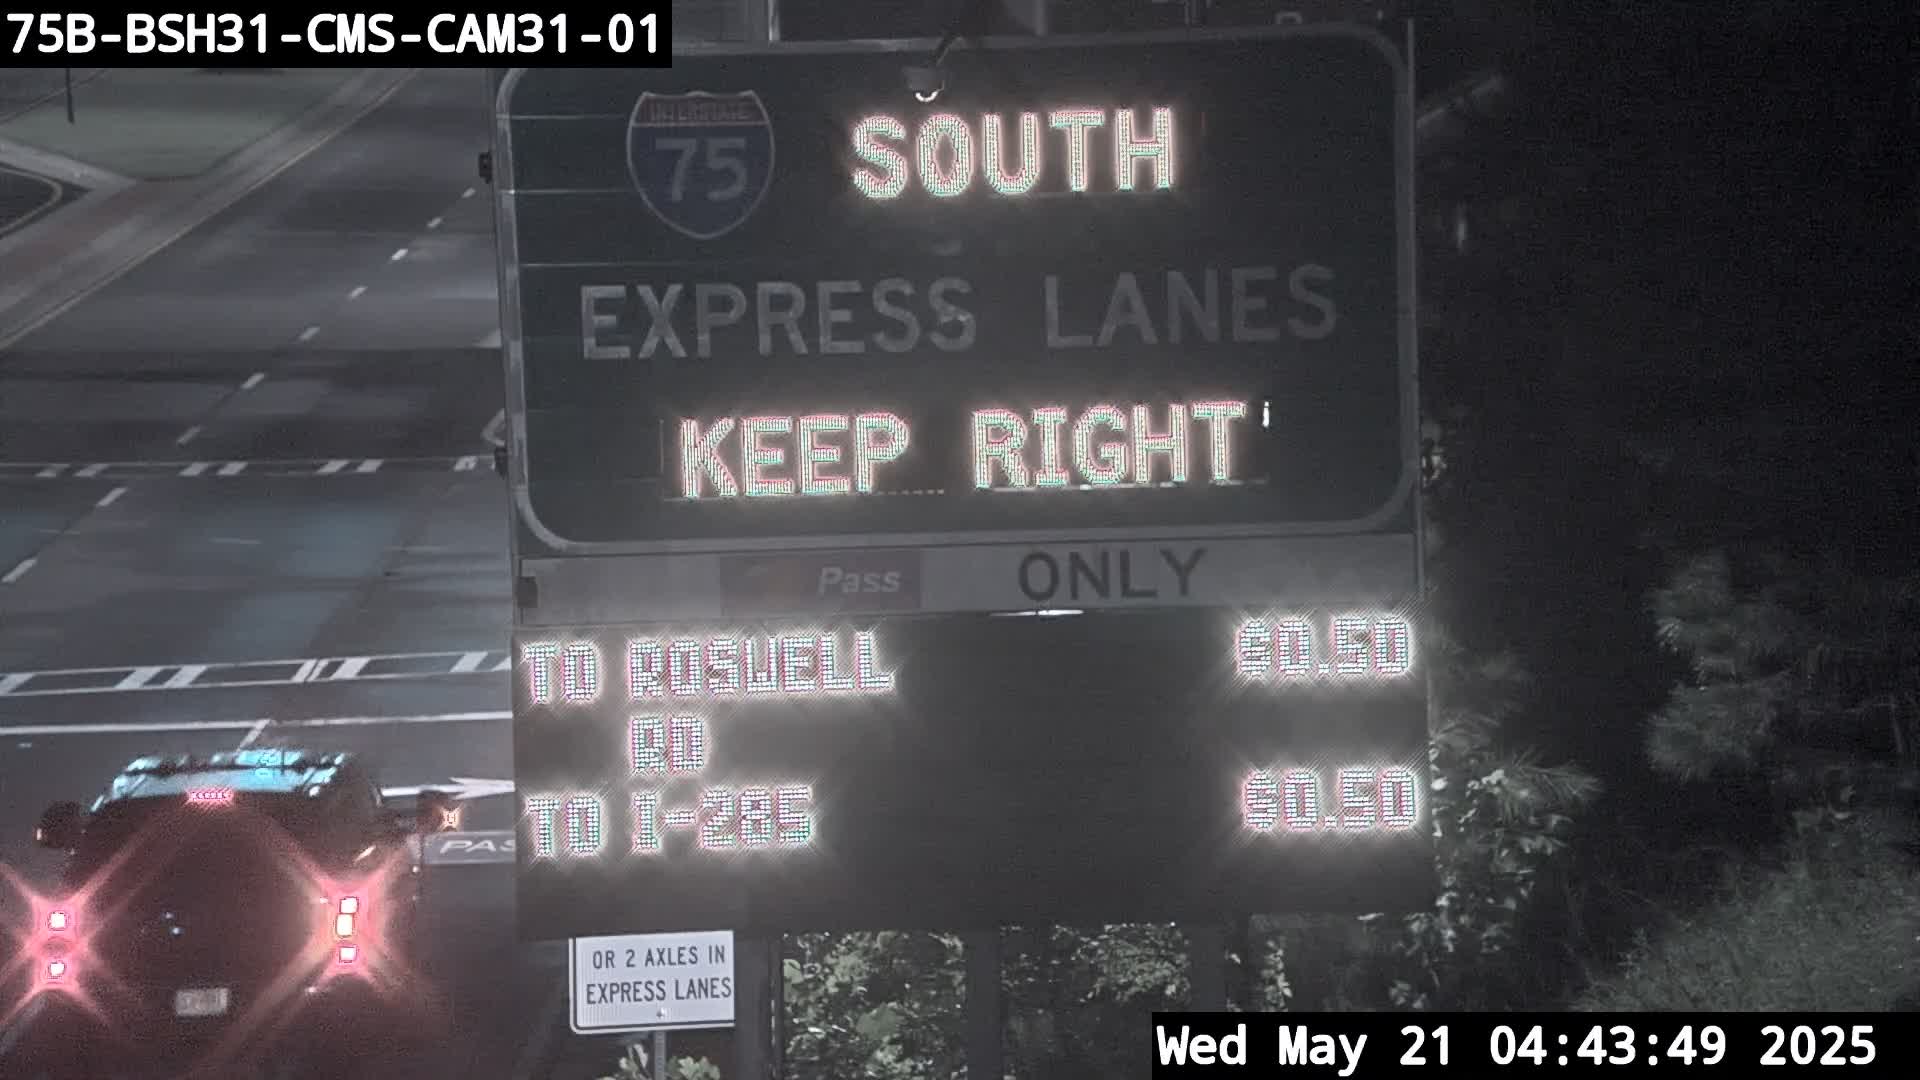 75B-BSH31-CMS-CAM31-01
INTERSTATE
75
SOUTH
EXPRESS LANES
KEEP RIGHT
Pass ONLY
TO ROSWELL $0.50
RD
TO I-285 $0.50
PAS
OR 2 AXLES IN
EXPRESS LANES
Wed May 21 04:43:49 2025